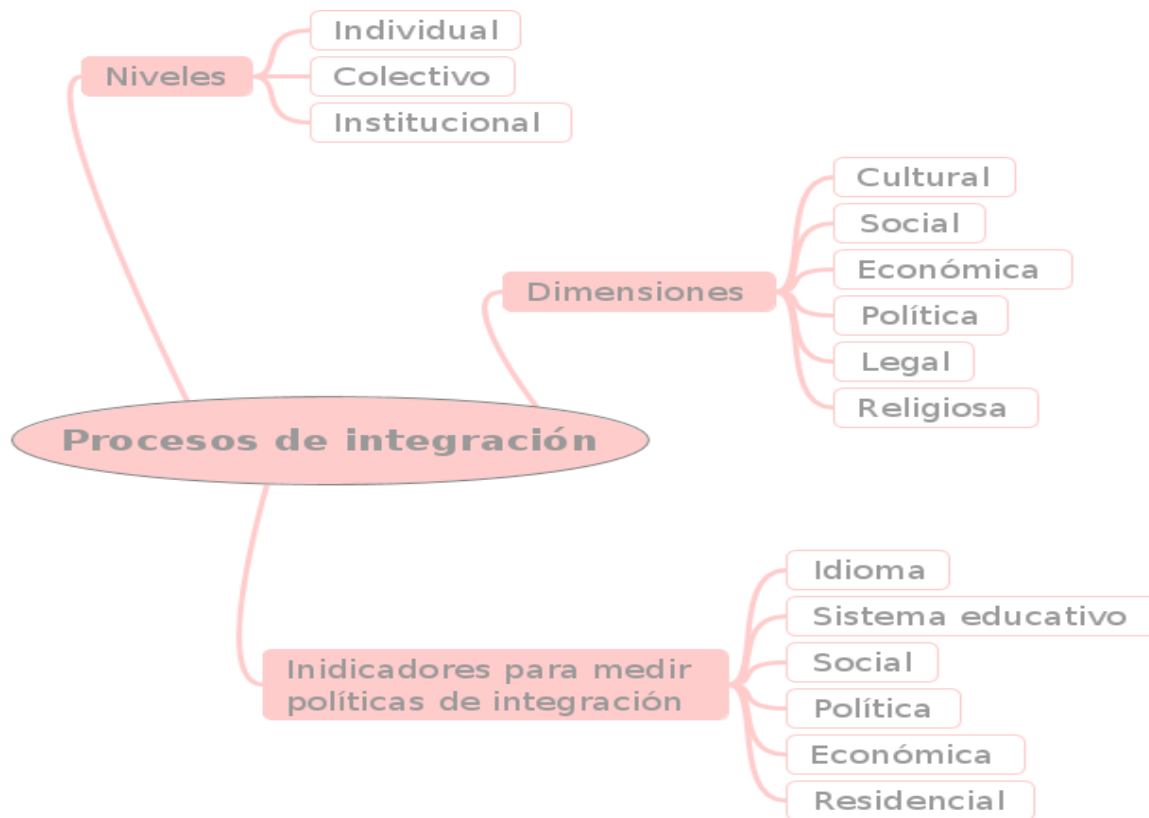 Niveles
Individual
Colectivo
Institucional
Dimensiones
Cultural
Social
Económica
Política
Legal
Religiosa
Procesos de integración
Inidicadores para medir
políticas de integración
Idioma
Sistema educativo
Social
Política
Económica
Residencial